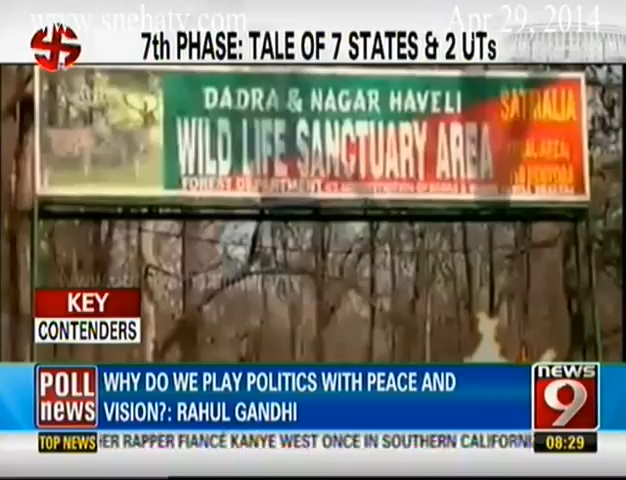 www.snehatv.com
Apr 29, 2014
7th PHASE: TALE OF 7 STATES & 2 UTs
DADRA & NAGAR HAVELI
SATMALIA
WILD LIFE SANCTUARY AREA
FOREST DEPARTMENT
KEY
CONTENDERS
POLL news
WHY DO WE PLAY POLITICS WITH PEACE AND
VISION?: RAHUL GANDHI
NEWS
9
TOP NEWS
HER RAPPER FIANCÉ KANYE WEST ONCE IN SOUTHERN CALIFORNI
08:29